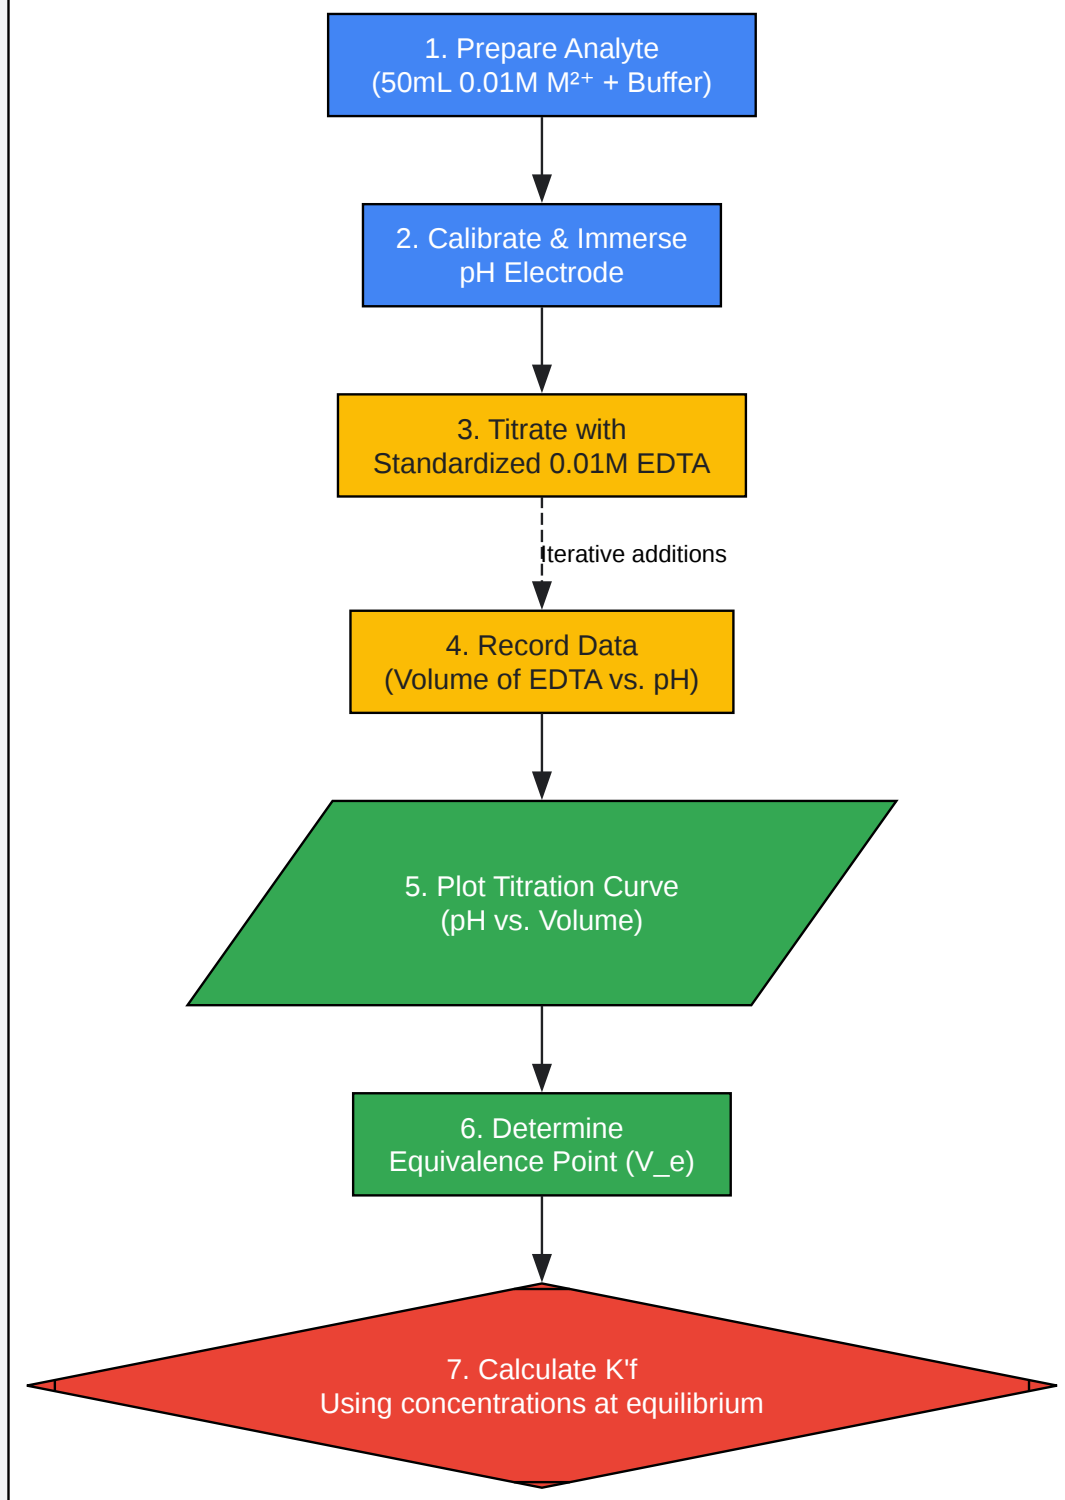 1. Prepare Analyte
(50mL 0.01M M²⁺ + Buffer)
2. Calibrate & Immerse
pH Electrode
3. Titrate with
Standardized 0.01M EDTA
Iterative additions
4. Record Data
(Volume of EDTA vs. pH)
5. Plot Titration Curve
(pH vs. Volume)
6. Determine
Equivalence Point (V_e)
7. Calculate K'f
Using concentrations at equilibrium